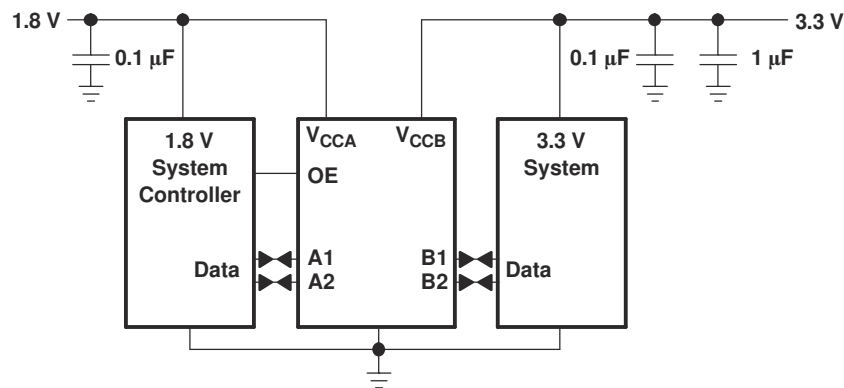 1.8 V
3.3 V
0.1 µF
0.1 µF
1 µF
1.8 V
System
Controller
Data
VCCA
VCCB
OE
A1
A2
B1
B2
3.3 V
System
Data